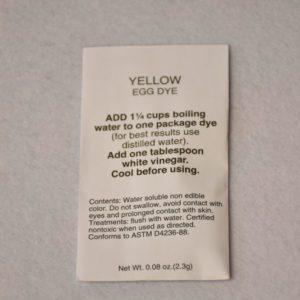 YELLOW
EGG DYE
ADD 1¼ cups boiling
water to one package dye
(for best results use
distilled water).
Add one tablespoon
white vinegar.
Cool before using.
Contents: Water soluble non edible
color. Do not swallow, avoid contact with
eyes and prolonged contact with skin.
Treatments: flush with water. Certified
nontoxic when used as directed.
Conforms to ASTM D4236-88.
Net Wt. 0.08 oz.(2.3g)